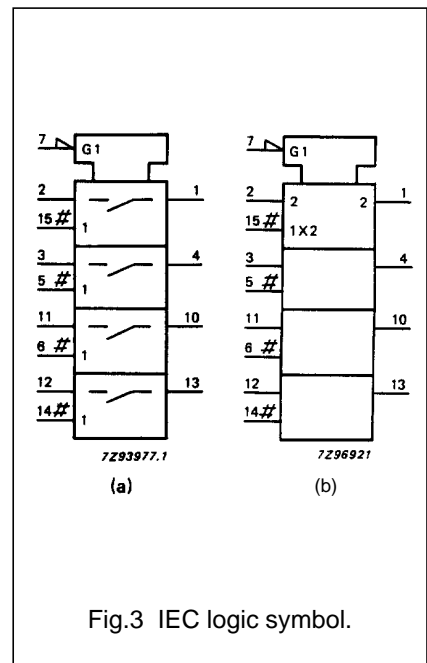 7 G1
2 1
15 # 1
3 4
5 # 1
11 10
6 # 1
12 13
14 # 1
7Z93977.1
(a)
7 G1
2 2 2 1
15 # 1X2
3 4
5 #
11 10
6 #
12 13
14 #
7Z96921
(b)
Fig.3 IEC logic symbol.